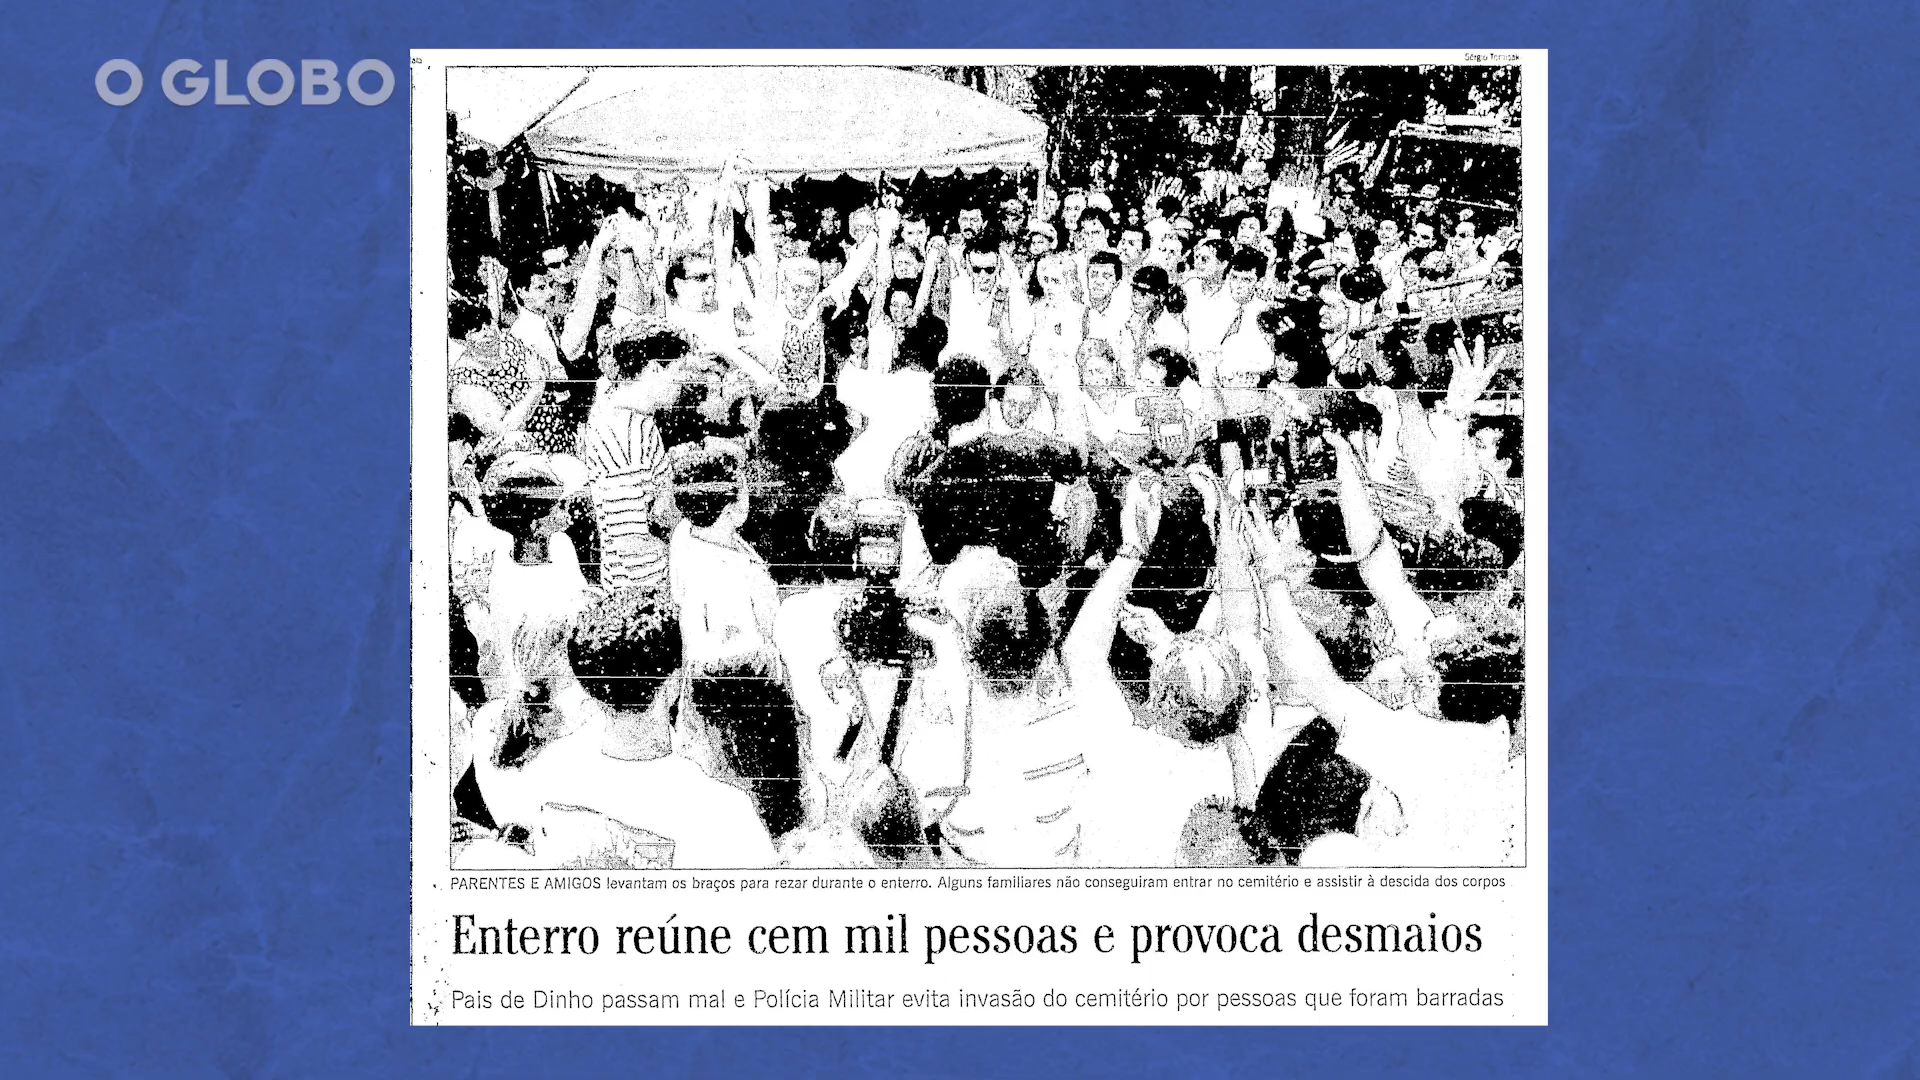 O GLOBO
PARENTES E AMIGOS levantam os braços para rezar durante o enterro. Alguns familiares não conseguiram entrar no cemitério e assistir à descida dos corpos
Enterro reúne cem mil pessoas e provoca desmaios
Pais de Dinho passam mal e Polícia Militar evita invasão do cemitério por pessoas que foram barradas